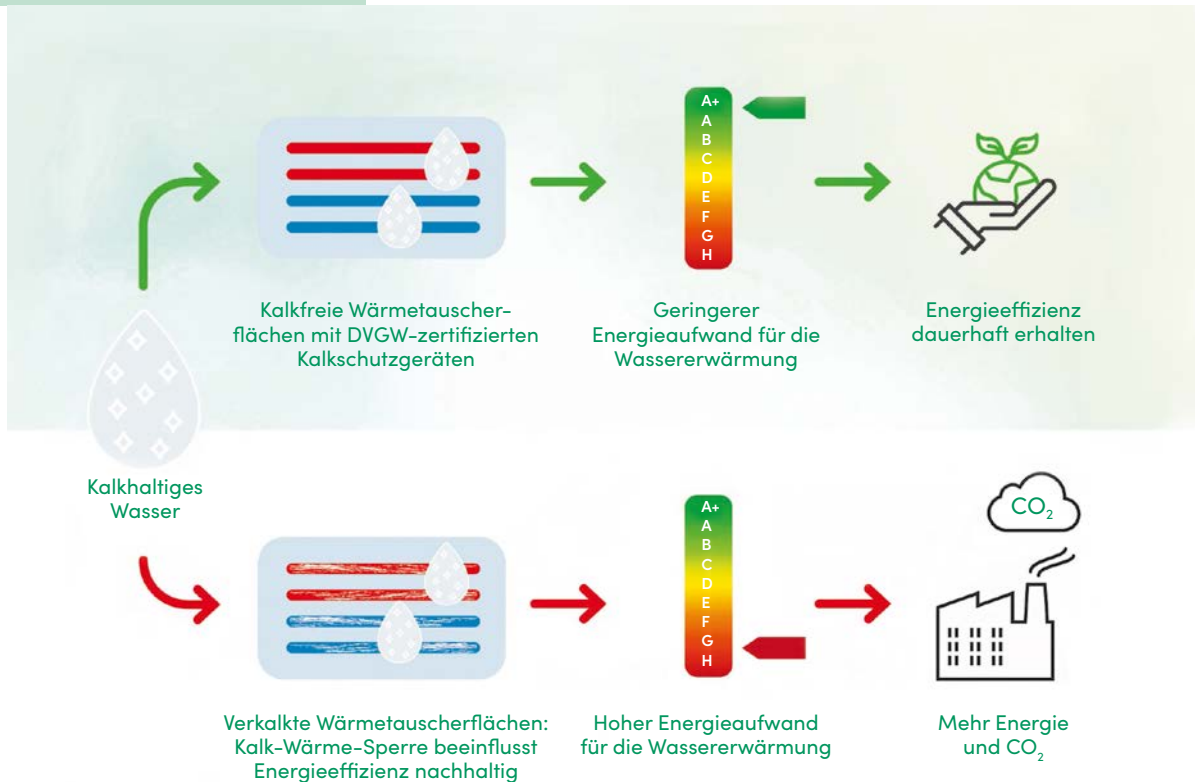 A+
A
B
C
D
E
F
G
H
Kalkfreie Wärmetauscher-
flächen mit DVGW-zertifizierten
Kalkschutzgeräten
Geringerer
Energieaufwand für die
Wassererwärmung
Energieeffizienz
dauerhaft erhalten
Kalkhaltiges
Wasser
A+
A
B
C
D
E
F
G
H
CO₂
Verkalkte Wärmetauscherflächen:
Kalk-Wärme-Sperre beeinflusst
Energieeffizienz nachhaltig
Hoher Energieaufwand
für die Wassererwärmung
Mehr Energie
und CO₂